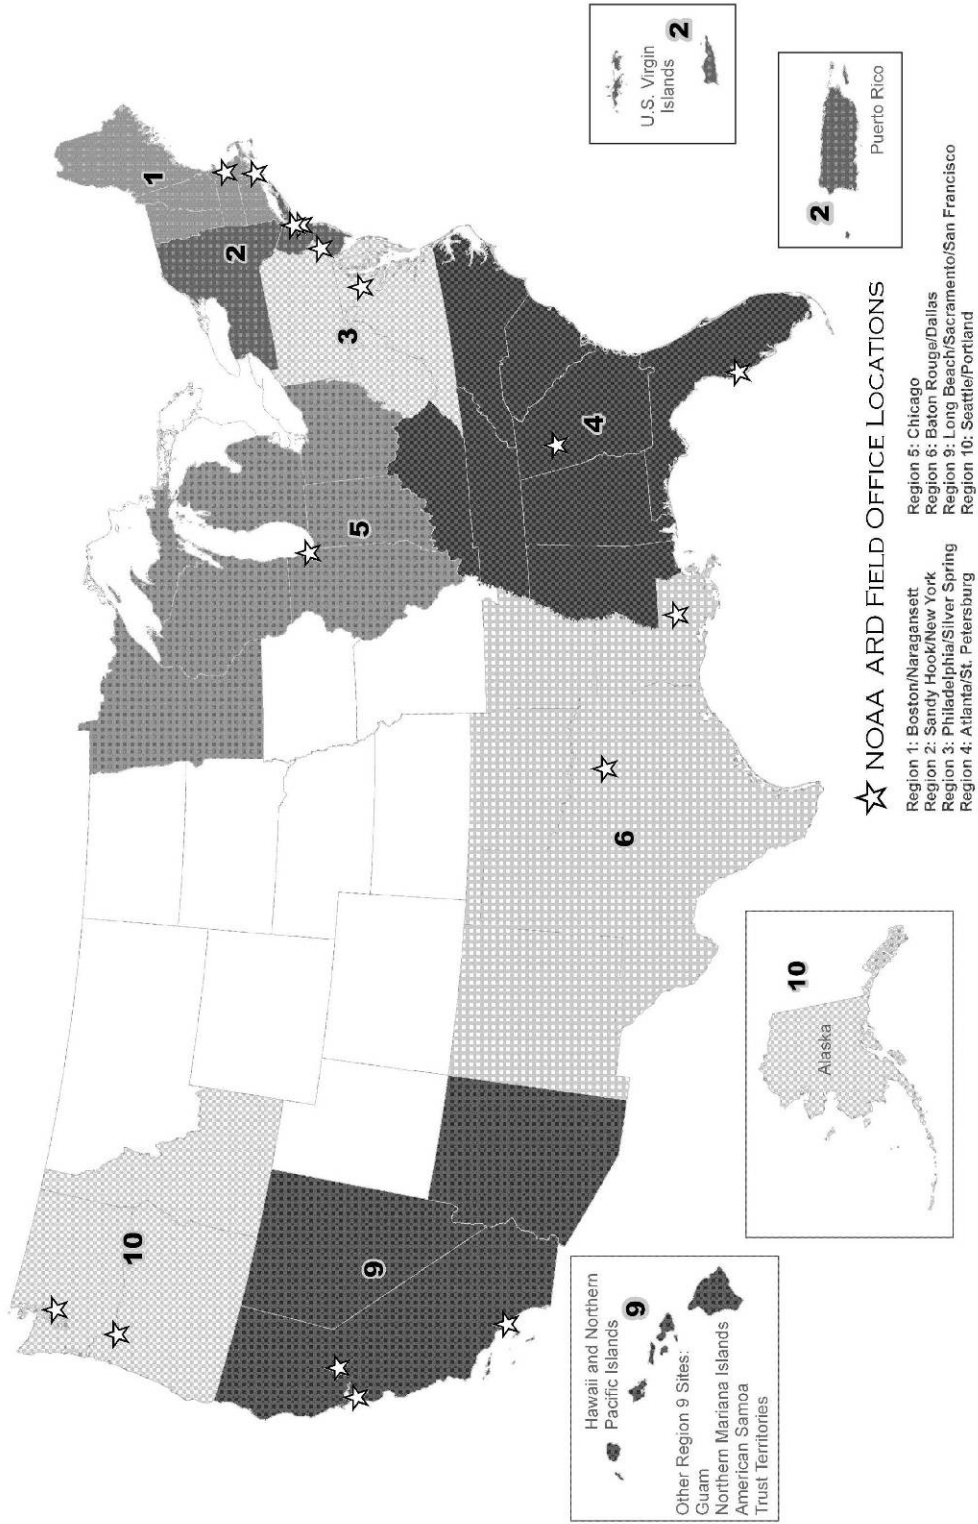 1
2
3
4
5
6
9
10
U.S. Virgin
Islands
2
2
Puerto Rico
10
Alaska
Hawaii and Northern
Pacific Islands
9
Other Region 9 Sites:
Guam
Northern Mariana Islands
American Samoa
Trust Territories
NOAA ARD FIELD OFFICE LOCATIONS
Region 1: Boston/Naragansett
Region 2: Sandy Hook/New York
Region 3: Philadelphia/Silver Spring
Region 4: Atlanta/St. Petersburg
Region 5: Chicago
Region 6: Baton Rouge/Dallas
Region 9: Long Beach/Sacramento/San Francisco
Region 10: Seattle/Portland